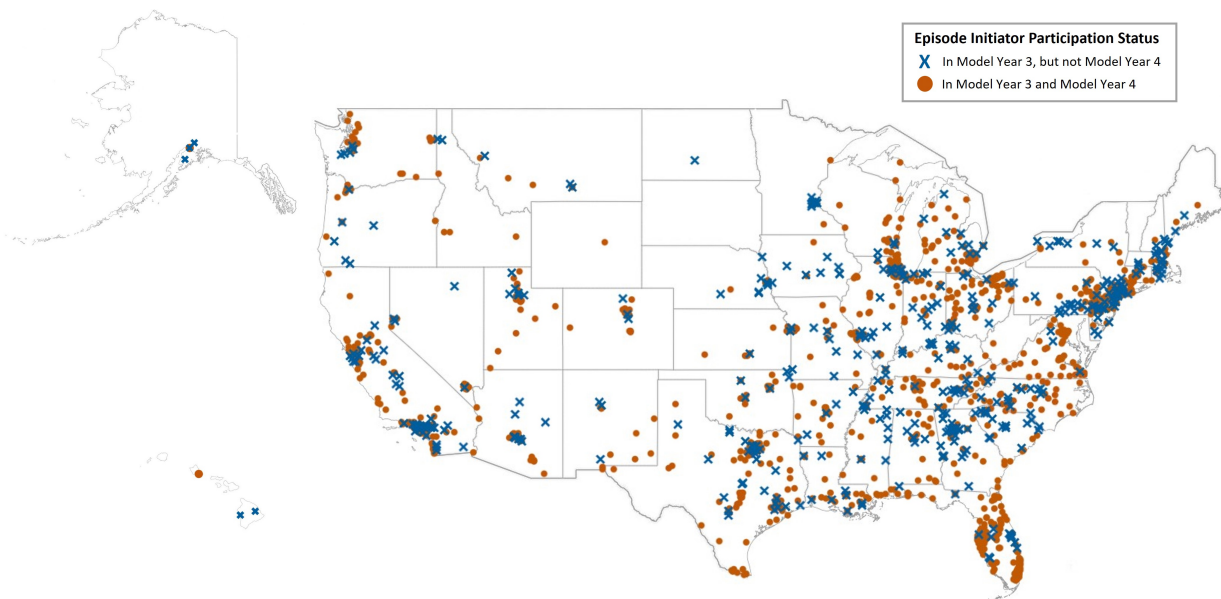 Episode Initiator Participation Status
In Model Year 3, but not Model Year 4
In Model Year 3 and Model Year 4